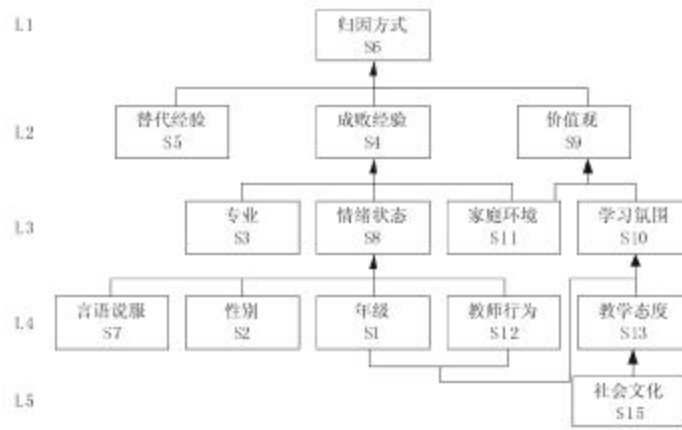 L1
归因方式
S6
L2
替代经验
S5
成败经验
S4
价值观
S9
L3
专业
S3
情绪状态
S8
家庭环境
S11
学习氛围
S10
L4
言语说服
S7
性别
S2
年级
S1
教师行为
S12
教学态度
S13
L5
社会文化
S15